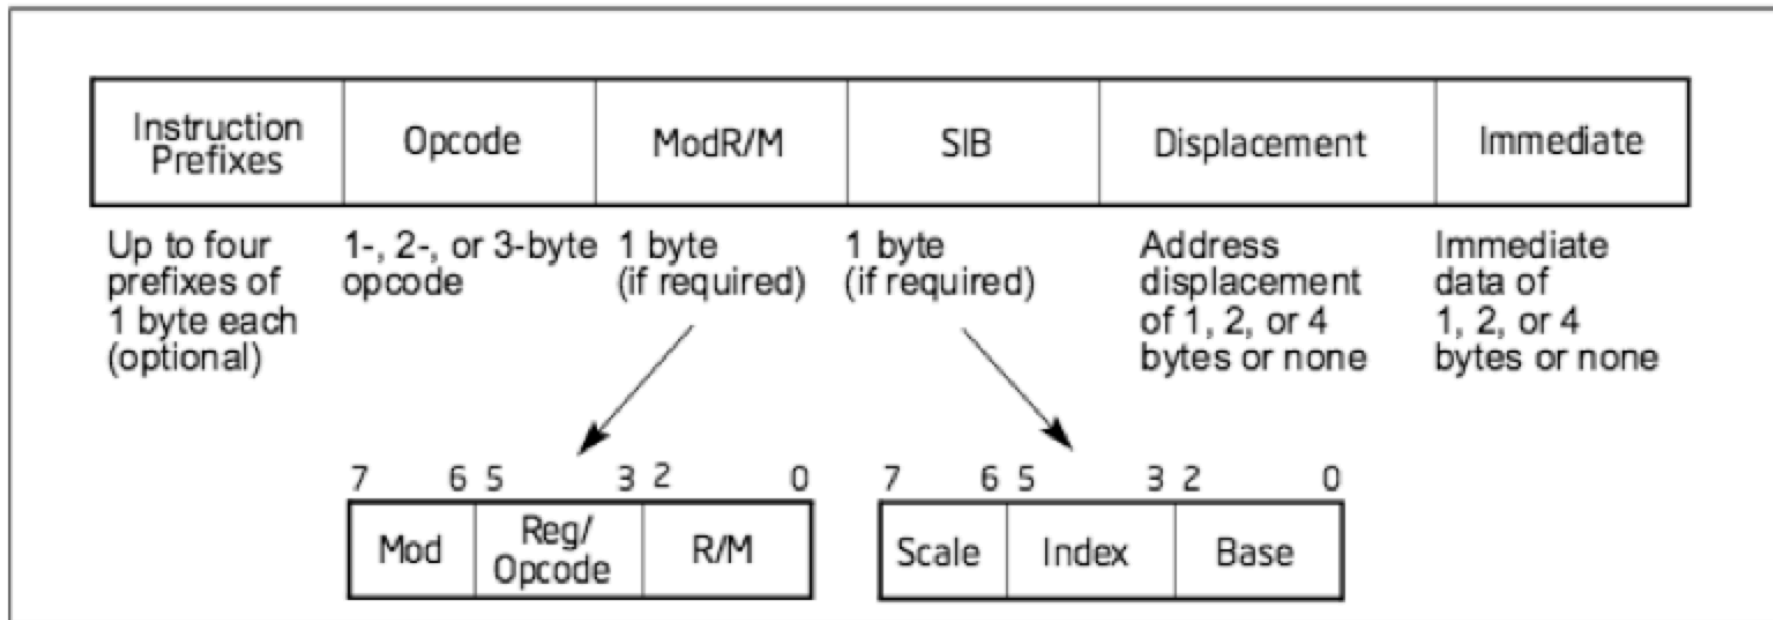 Instruction
Prefixes
Opcode
ModR/M
SIB
Displacement
Immediate
Up to four
prefixes of
1 byte each
(optional)
1-, 2-, or 3-byte
opcode
1 byte
(if required)
1 byte
(if required)
Address
displacement
of 1, 2, or 4
bytes or none
Immediate
data of
1, 2, or 4
bytes or none
7 6 5 3 2 0
Mod
Reg/
Opcode
R/M
7 6 5 3 2 0
Scale
Index
Base